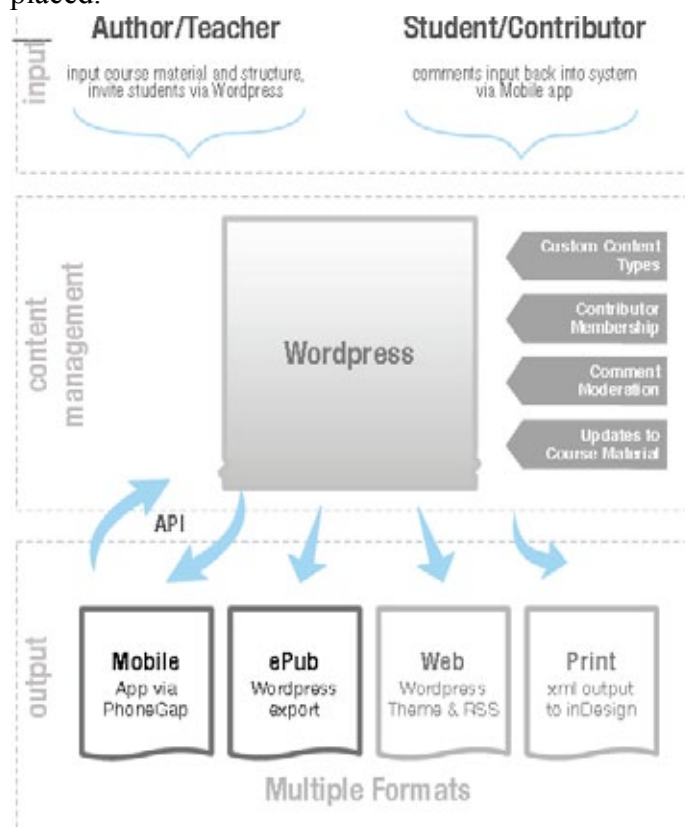 placed.
Author/Teacher
input course material and structure,
invite students via Wordpress
Student/Contributor
comments input back into system
via Mobile app
input
content
management
Wordpress
Custom Content
Types
Contributor
Membership
Comment
Moderation
Updates to
Course Material
API
output
Mobile
App via
PhoneGap
ePub
Wordpress
export
Web
Wordpress
Theme & RSS
Print
xml output
to inDesign
Multiple Formats